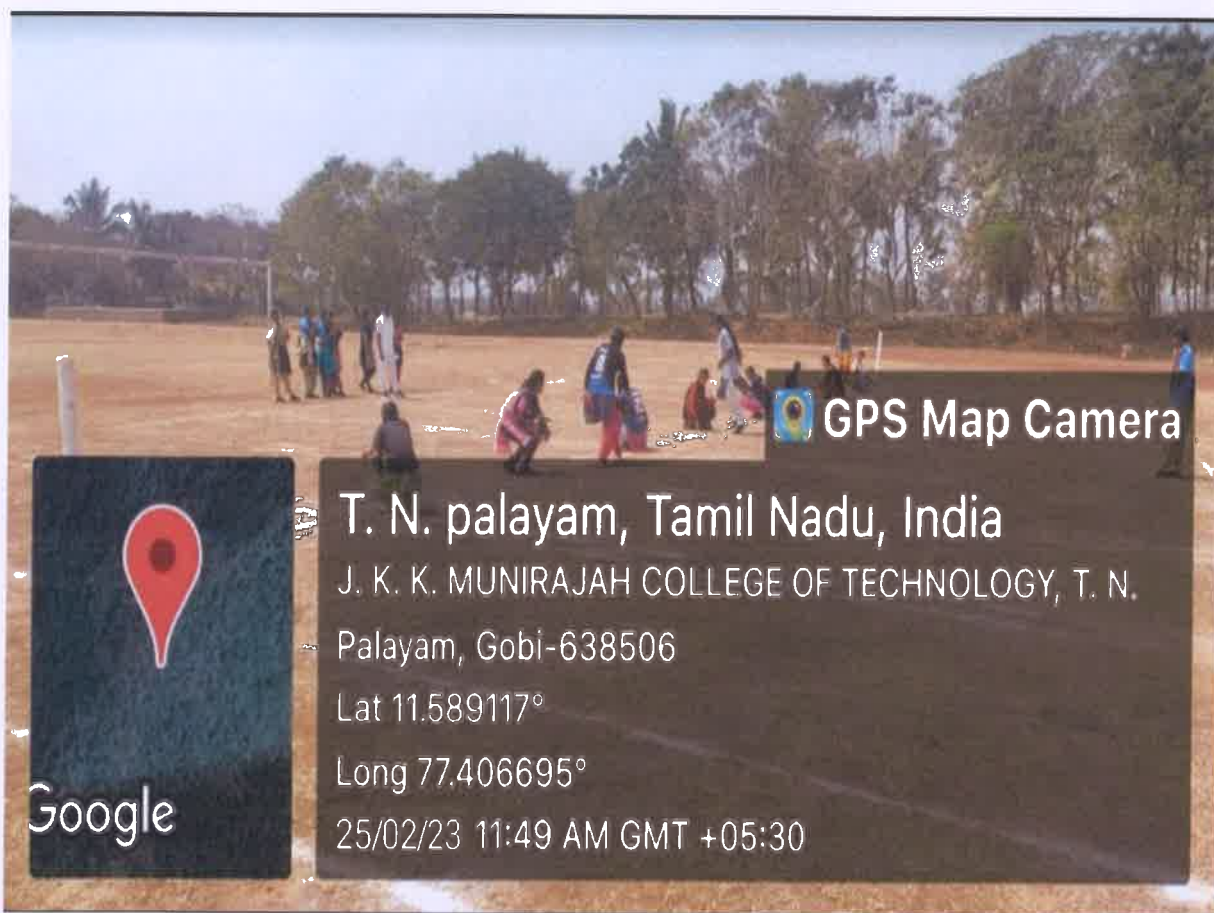 GPS Map Camera
T. N. palayam, Tamil Nadu, India
J. K. K. MUNIRAJAH COLLEGE OF TECHNOLOGY, T. N.
Palayam, Gobi-638506
Lat 11.589117°
Long 77.406695°
25/02/23 11:49 AM GMT +05:30
Google